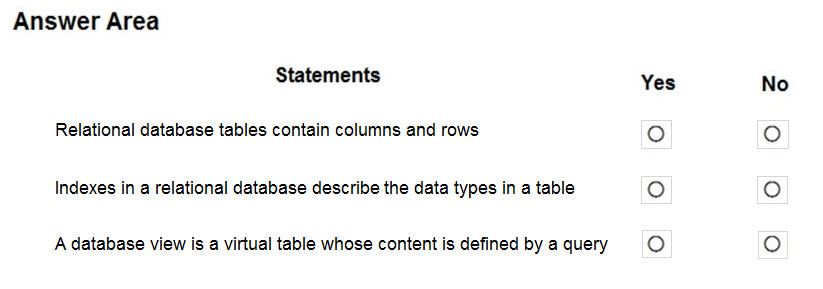 Answer Area
Statements Yes No
Relational database tables contain columns and rows
Indexes in a relational database describe the data types in a table
A database view is a virtual table whose content is defined by a query